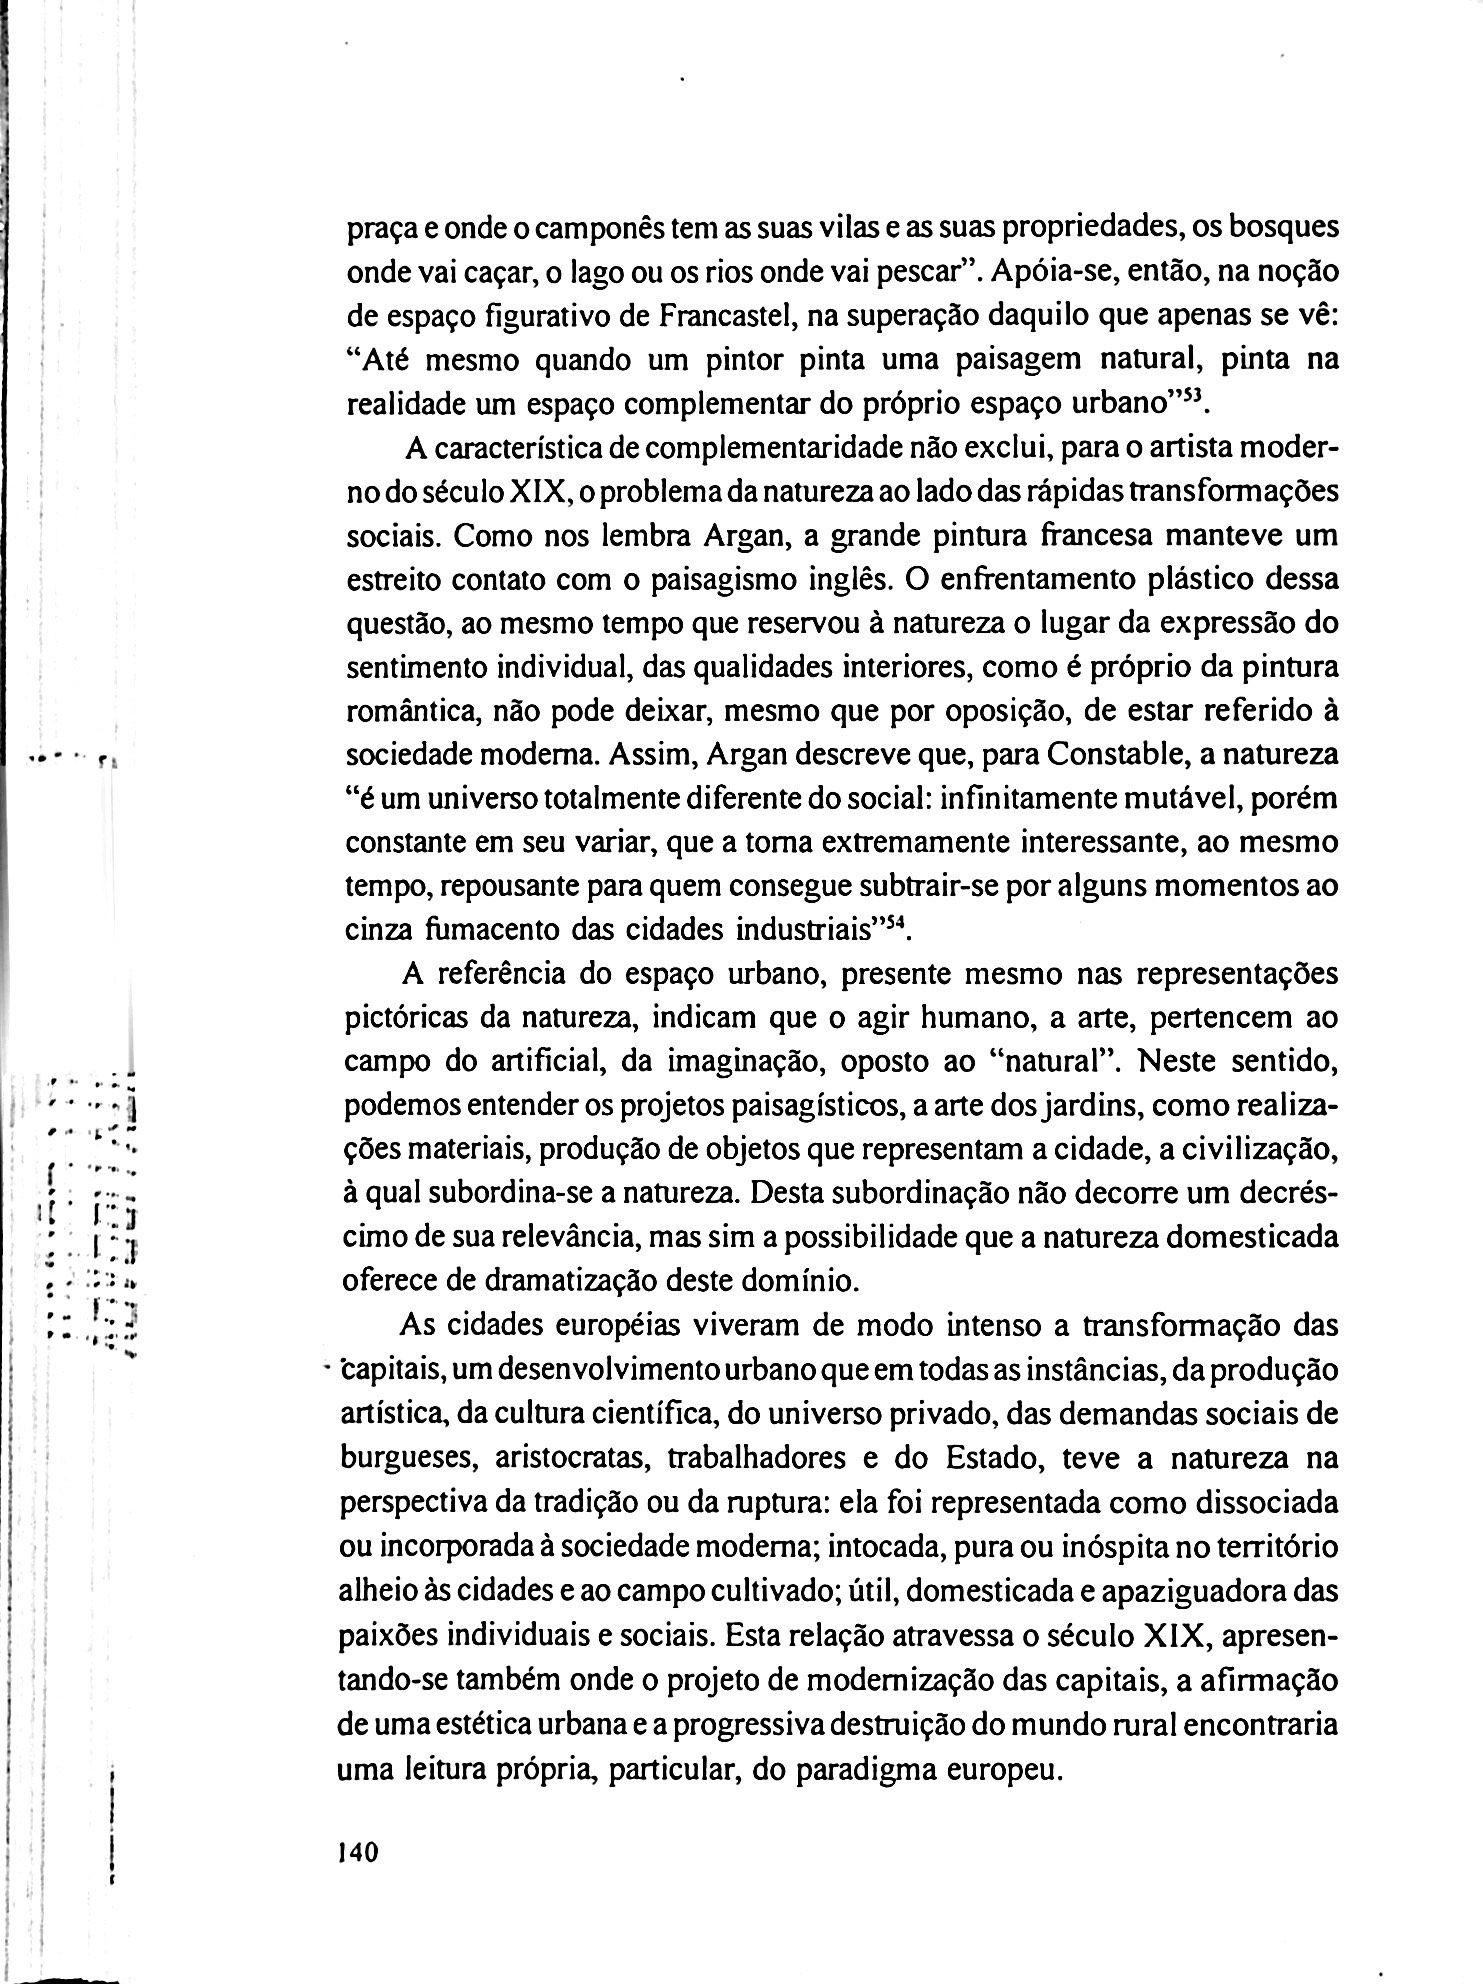 praça e onde o camponês tem as suas vilas e as suas propriedades, os bosques
onde vai caçar, o lago ou os rios onde vai pescar”. Apóia-se, então, na noção
de espaço figurativo de Francastel, na superação daquilo que apenas se vê:
“Até mesmo quando um pintor pinta uma paisagem natural, pinta na
realidade um espaço complementar do próprio espaço urbano”⁵³.
A característica de complementaridade não exclui, para o artista moder-
no do século XIX, o problema da natureza ao lado das rápidas transformações
sociais. Como nos lembra Argan, a grande pintura francesa manteve um
estreito contato com o paisagismo inglês. O enfrentamento plástico dessa
questão, ao mesmo tempo que reservou à natureza o lugar da expressão do
sentimento individual, das qualidades interiores, como é próprio da pintura
romântica, não pode deixar, mesmo que por oposição, de estar referido à
sociedade moderna. Assim, Argan descreve que, para Constable, a natureza
“é um universo totalmente diferente do social: infinitamente mutável, porém
constante em seu variar, que a torna extremamente interessante, ao mesmo
tempo, repousante para quem consegue subtrair-se por alguns momentos ao
cinza fumacento das cidades industriais”⁵⁴.
A referência do espaço urbano, presente mesmo nas representações
pictóricas da natureza, indicam que o agir humano, a arte, pertencem ao
campo do artificial, da imaginação, oposto ao “natural”. Neste sentido,
podemos entender os projetos paisagísticos, a arte dos jardins, como realiza-
ções materiais, produção de objetos que representam a cidade, a civilização,
à qual subordina-se a natureza. Desta subordinação não decorre um decrés-
cimo de sua relevância, mas sim a possibilidade que a natureza domesticada
oferece de dramatização deste domínio.
As cidades européias viveram de modo intenso a transformação das
capitais, um desenvolvimento urbano que em todas as instâncias, da produção
artística, da cultura científica, do universo privado, das demandas sociais de
burgueses, aristocratas, trabalhadores e do Estado, teve a natureza na
perspectiva da tradição ou da ruptura: ela foi representada como dissociada
ou incorporada à sociedade moderna; intocada, pura ou inóspita no território
alheio às cidades e ao campo cultivado; útil, domesticada e apaziguadora das
paixões individuais e sociais. Esta relação atravessa o século XIX, apresen-
tando-se também onde o projeto de modernização das capitais, a afirmação
de uma estética urbana e a progressiva destruição do mundo rural encontraria
uma leitura própria, particular, do paradigma europeu.
140